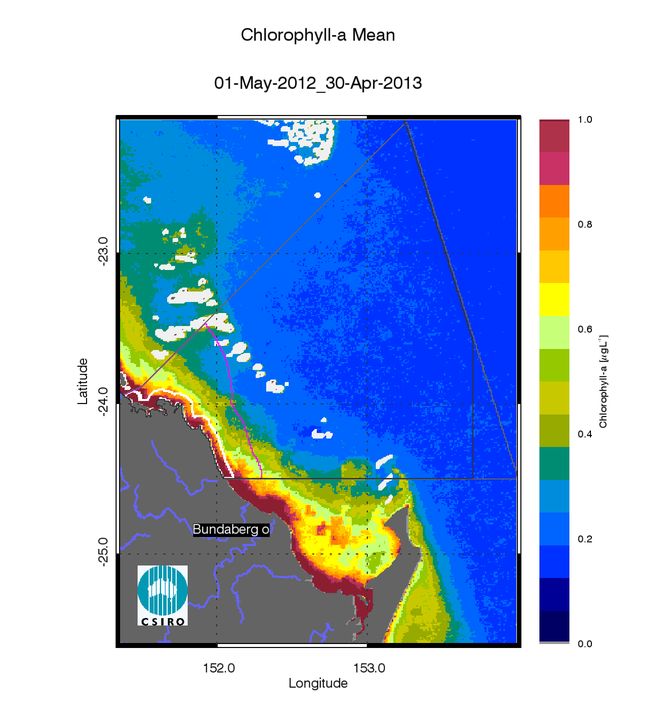 Chlorophyll-a Mean
01-May-2012_30-Apr-2013
1.0
0.8
0.6
0.4
0.2
0.0
Chlorophyll-a [µgL⁻¹]
-23.0
-24.0
-25.0
Latitude
Bundaberg o
CSIRO
152.0
153.0
Longitude